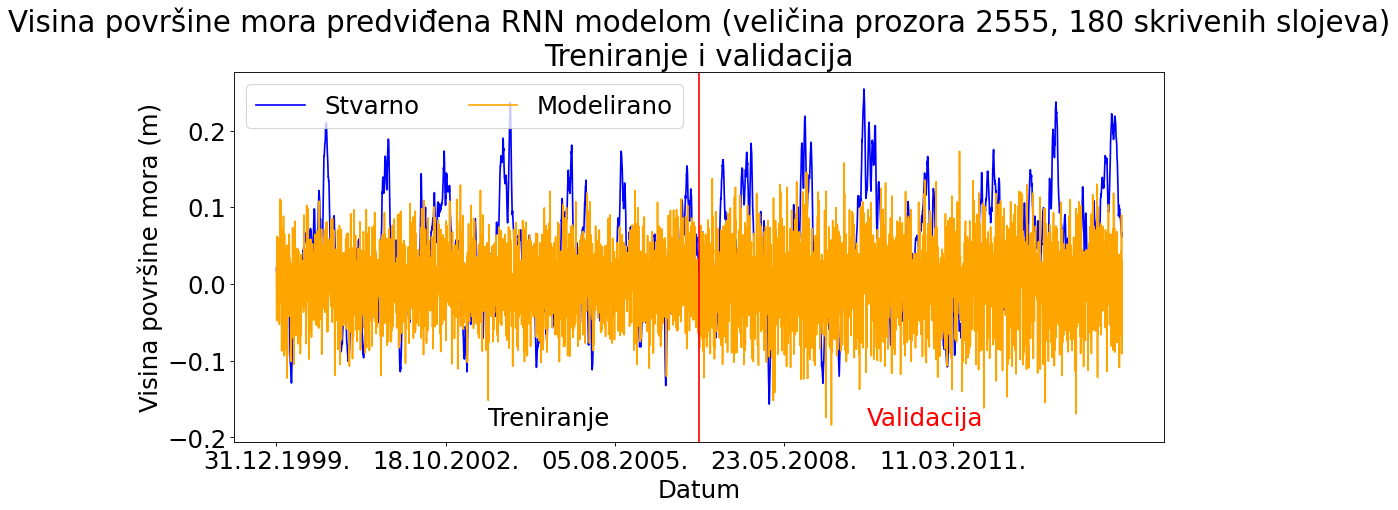 Visina površine mora predviđena RNN modelom (veličina prozora 2555, 180 skrivenih slojeva)
Treniranje i validacija
Stvarno
Modelirano
Visina površine mora (m)
0.2
0.1
0.0
−0.1
−0.2
Treniranje
Validacija
31.12.1999.
18.10.2002.
05.08.2005.
23.05.2008.
11.03.2011.
Datum